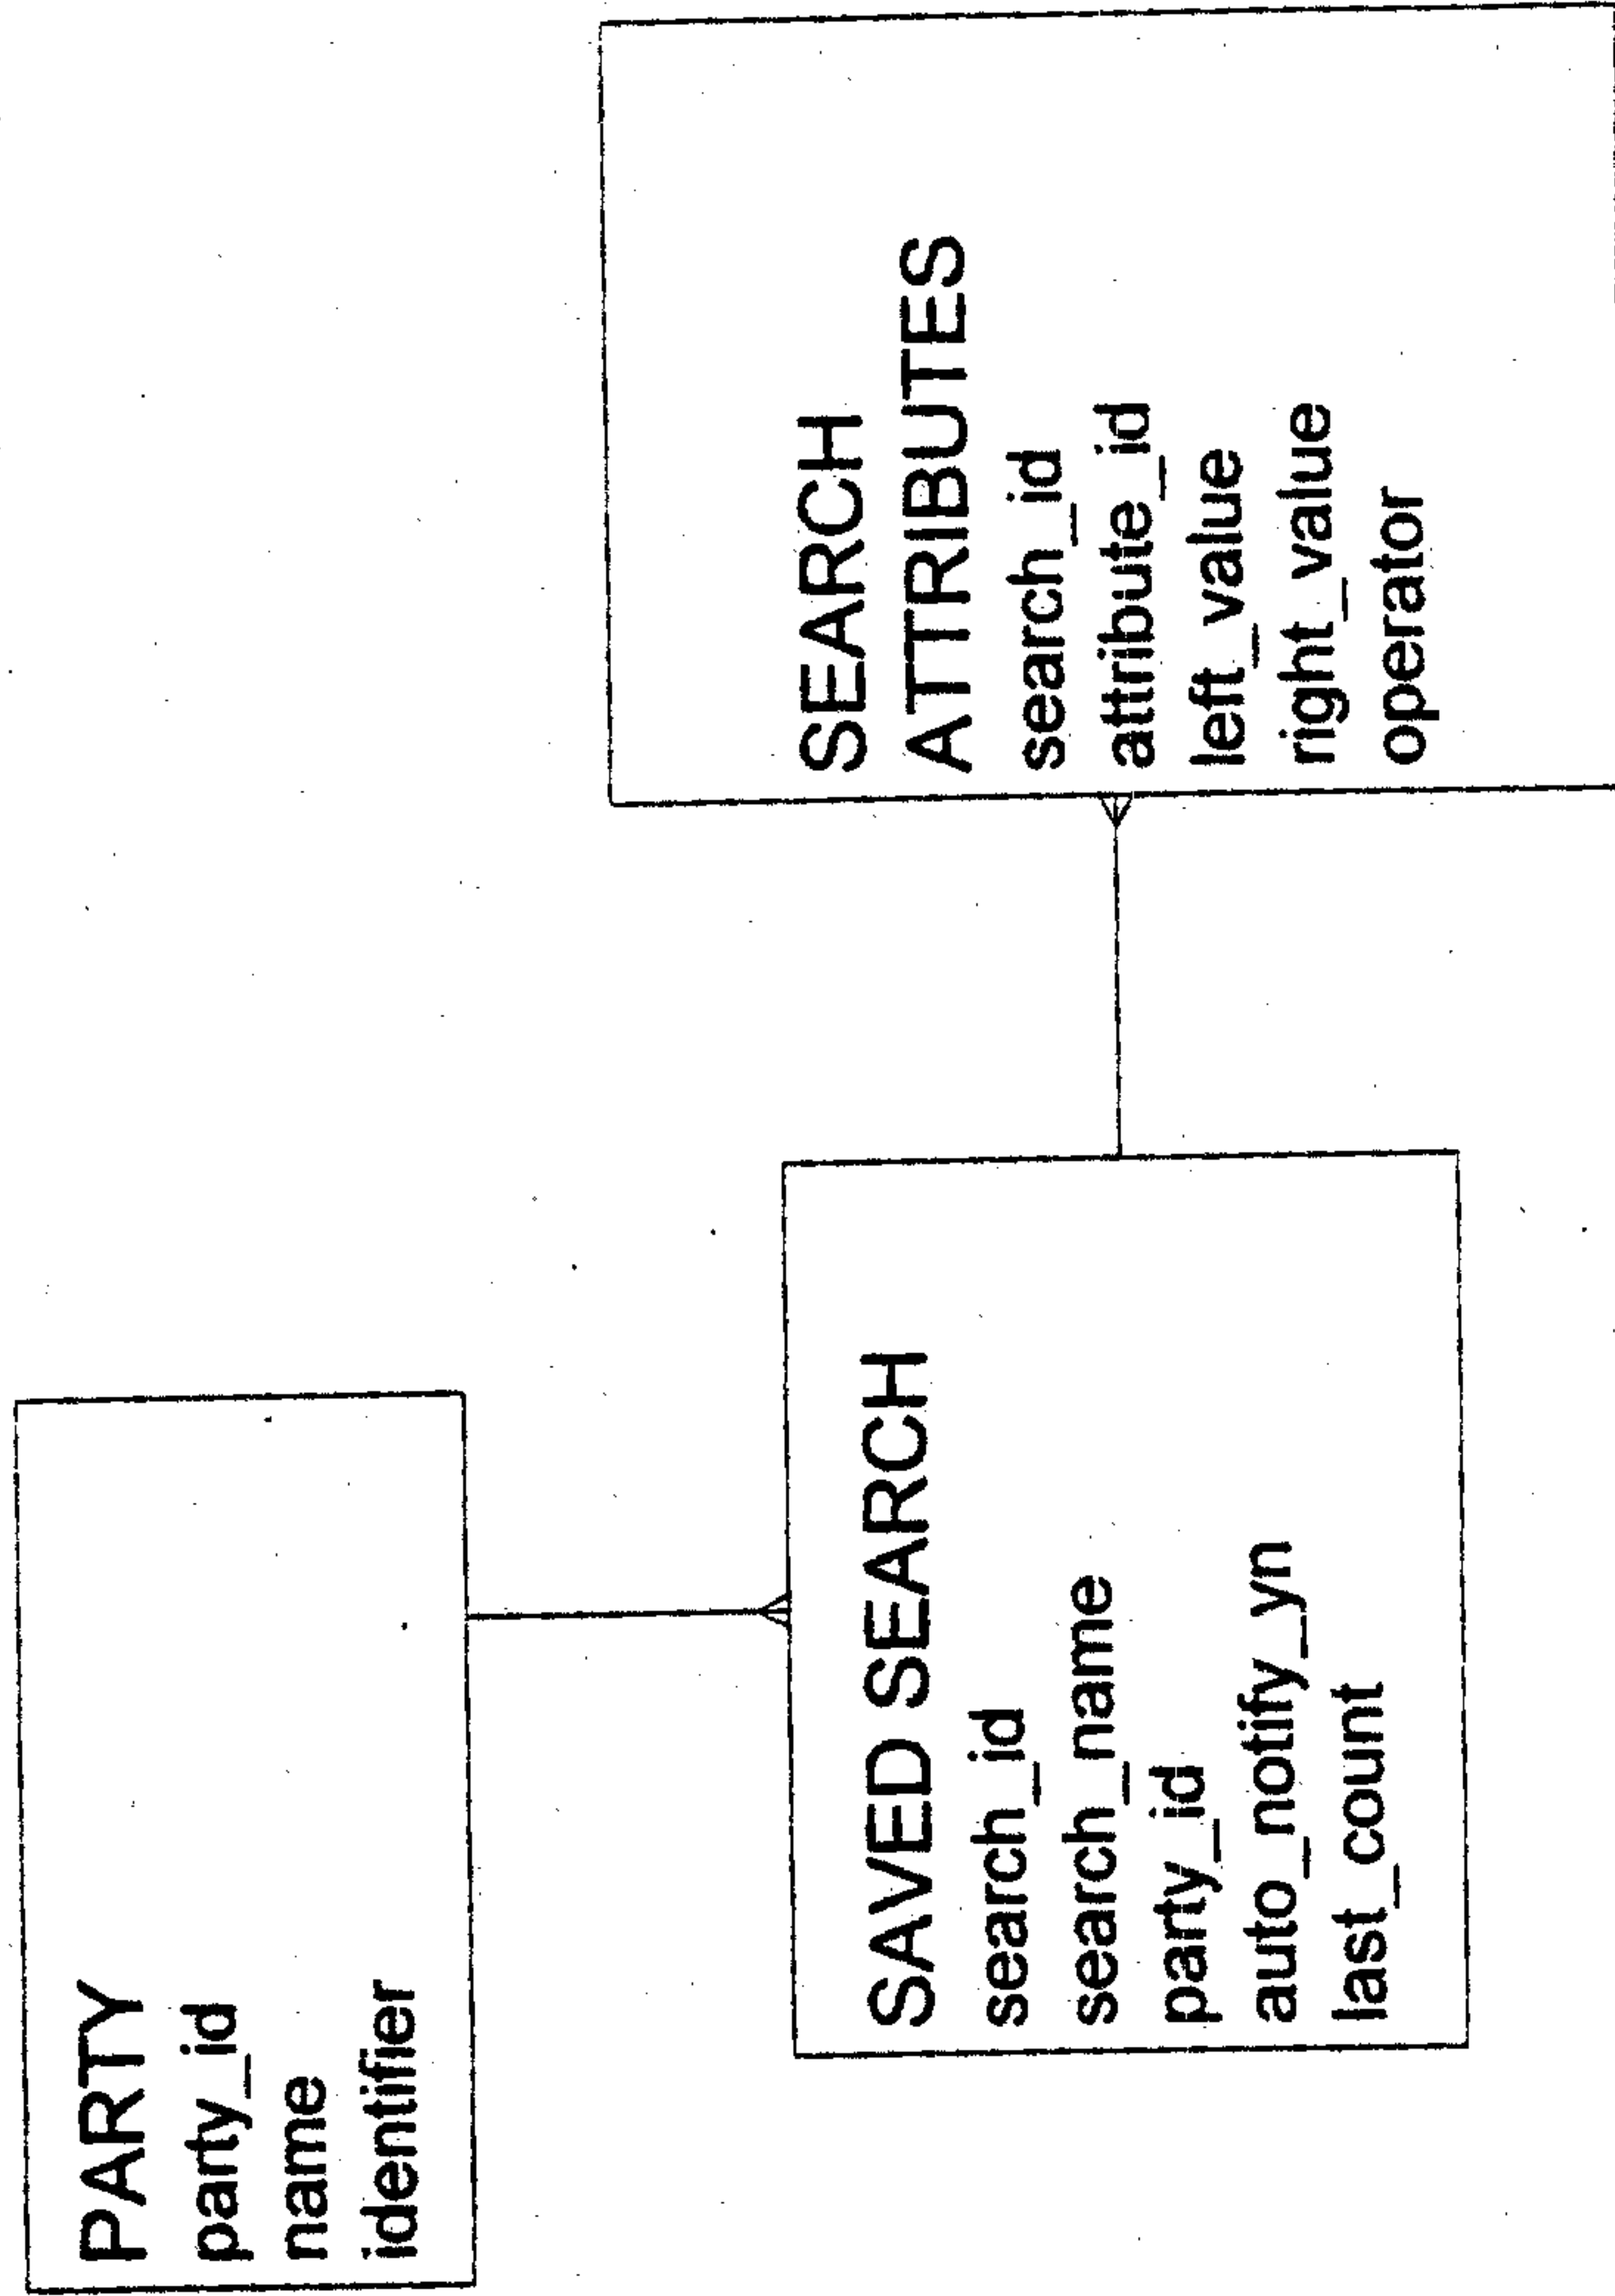 PARTY
party_id
name
identifier
SAVED SEARCH
search_id
search_name
party_id
auto_notify_yn
last_count
SEARCH
ATTRIBUTES
search_id
attribute_id
left_value
right_value
operator